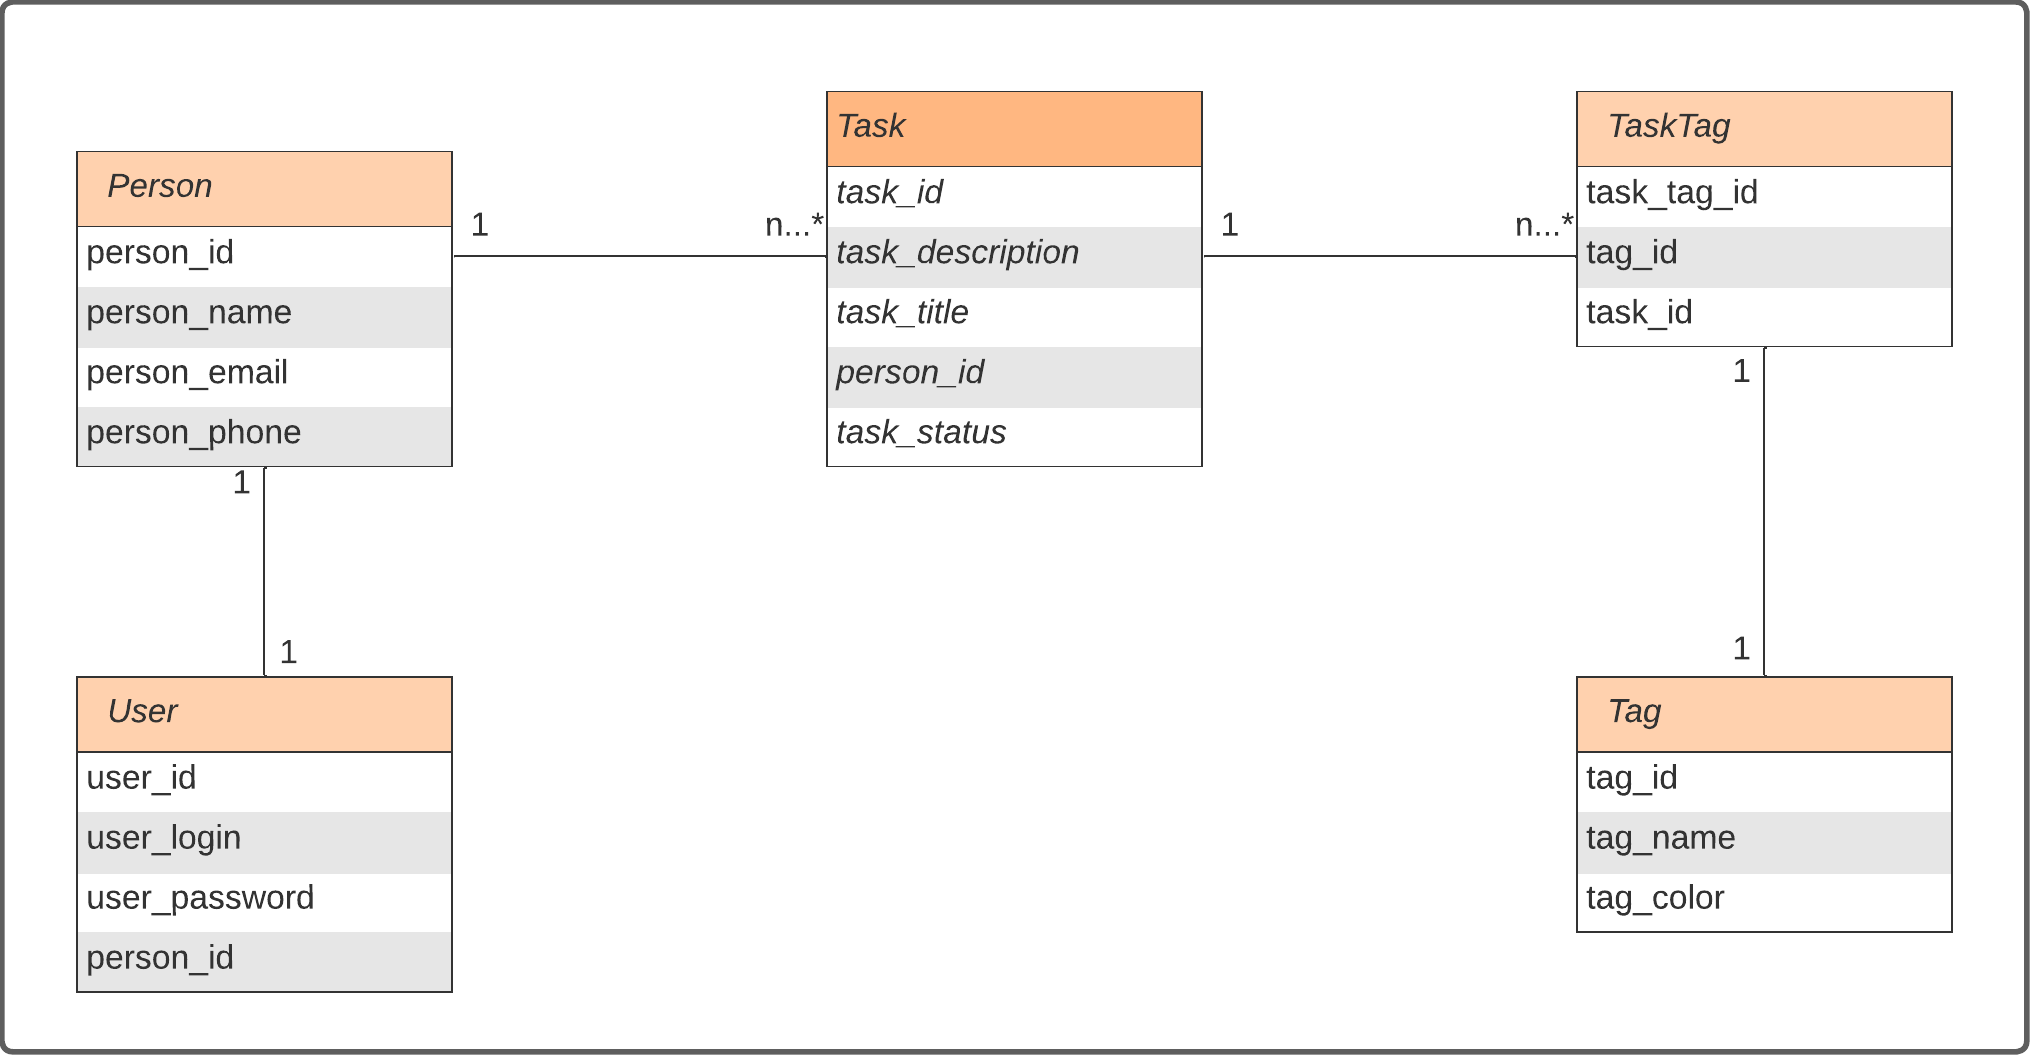 Person
person_id
person_name
person_email
person_phone
1
n...*
Task
task_id
task_description
task_title
person_id
task_status
1
n...*
TaskTag
task_tag_id
tag_id
task_id
1
1
User
user_id
user_login
user_password
person_id
1
1
Tag
tag_id
tag_name
tag_color